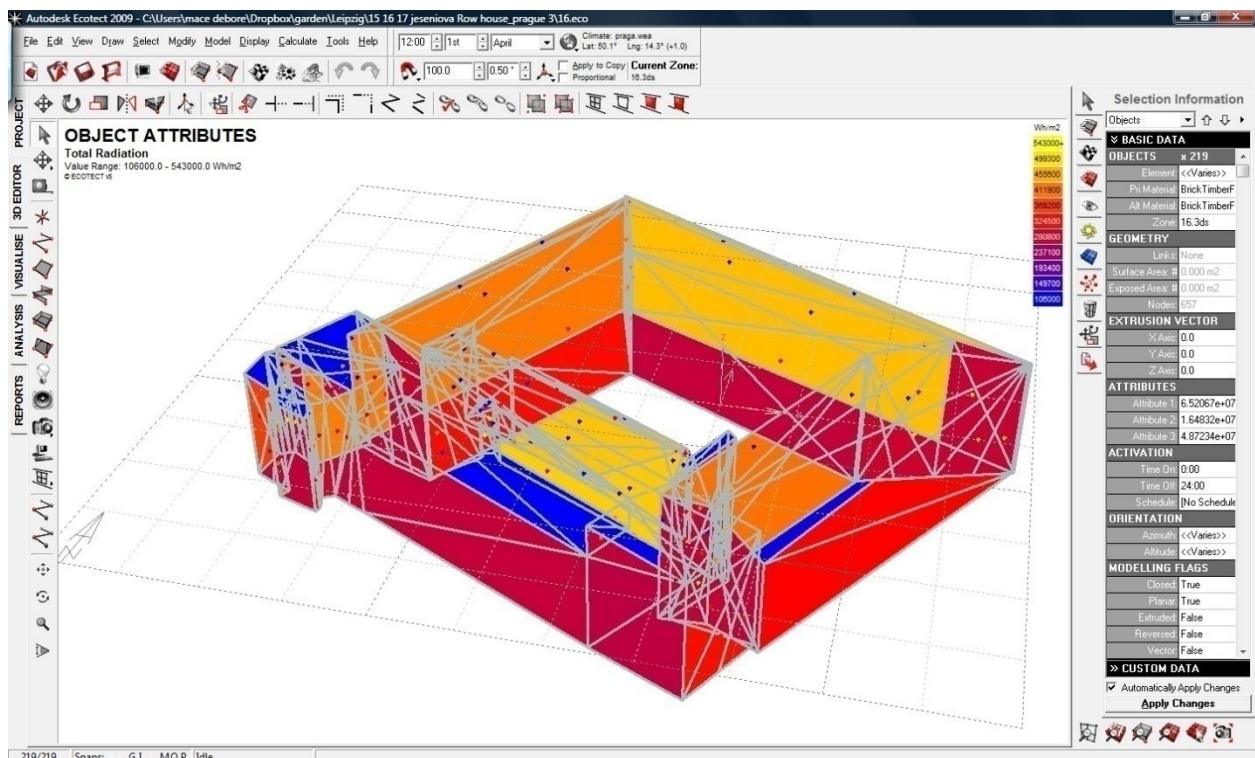 Autodesk Ecotect 2009 - C:\Users\mace debore\Dropbox\garden\Leipzig\15 16 17 jeseniova Row house_prague 3\16.eco
File Edit View Draw Select Modify Model Display Calculate Tools Help
12:00 1st April
Climate: praga.wea
Lat: 50.1° Lng: 14.3° (+1.0)
100.0 0.50 °
Apply to Copy
Proportional
Current Zone:
16.3ds
PROJECT
3D EDITOR
VISUALISE
ANALYSIS
REPORTS
OBJECT ATTRIBUTES
Total Radiation
Value Range: 106000.0 - 543000.0 Wh/m2
© ECOTECT v5
Wh/m2
543000+
499300
455600
411900
368200
324500
280800
237100
193400
149700
106000
N
Selection Information
Objects
BASIC DATA
OBJECTS x 219
Element <<Varies>>
Pri Material BrickTimberF
Alt Material BrickTimberF
Zone 16.3ds
GEOMETRY
Links None
Surface Area: # 0.000 m2
Exposed Area: # 0.000 m2
Nodes 657
EXTRUSION VECTOR
X Axis 0.0
Y Axis 0.0
Z Axis 0.0
ATTRIBUTES
Attribute 1 6.52067e+07
Attribute 2 1.64832e+07
Attribute 3 4.87234e+07
ACTIVATION
Time On 0:00
Time Off 24:00
Schedule [No Schedule
ORIENTATION
Azimuth <<Varies>>
Altitude <<Varies>>
MODELLING FLAGS
Closed True
Planar True
Extruded False
Reversed False
Vector False
» CUSTOM DATA
Automatically Apply Changes
Apply Changes
219/219 Snaps: G I M O P Idle